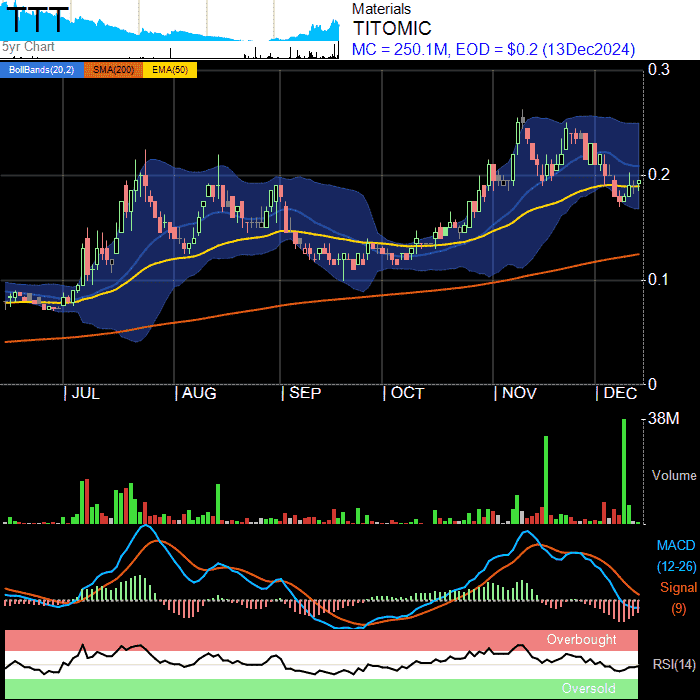 TTT
Materials
TITOMIC
MC = 250.1M, EOD = $0.2 (13Dec2024)
5yr Chart
BollBands(20,2) SMA(200) EMA(50)
0.3
0.2
0.1
0
JUL AUG SEP OCT NOV DEC
38M
Volume
MACD
(12-26)
Signal
(9)
Overbought
RSI(14)
Oversold